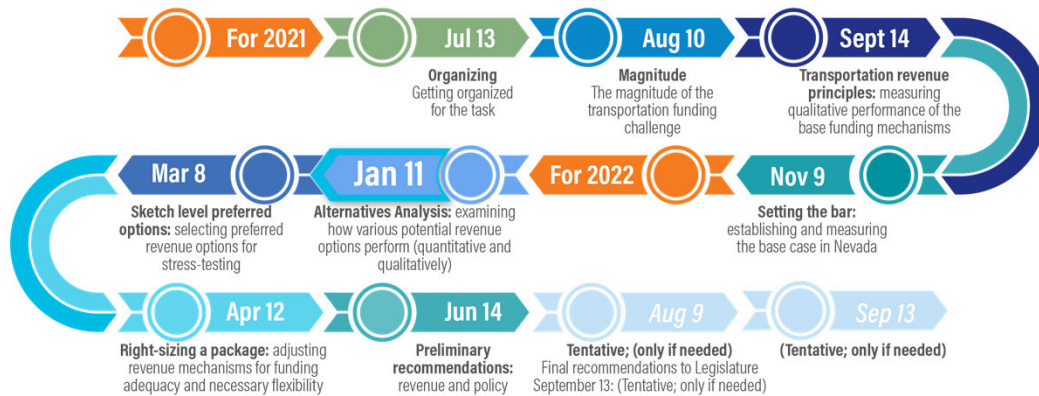 For 2021
Jul 13
Organizing
Getting organized
for the task
Aug 10
Magnitude
The magnitude of the
transportation funding
challenge
Sept 14
Transportation revenue
principles: measuring
qualitative performance of the
base funding mechanisms
Nov 9
Setting the bar:
establishing and measuring
the base case in Nevada
For 2022
Jan 11
Alternatives Analysis: examining
how various potential revenue
options perform (quantitative and
qualitatively)
Mar 8
Sketch level preferred
options: selecting preferred
revenue options for
stress-testing
Apr 12
Right-sizing a package: adjusting
revenue mechanisms for funding
adequacy and necessary flexibility
Jun 14
Preliminary
recommendations:
revenue and policy
Aug 9
Tentative; (only if needed)
Final recommendations to Legislature
September 13: (Tentative; only if needed)
Sep 13
(Tentative; only if needed)